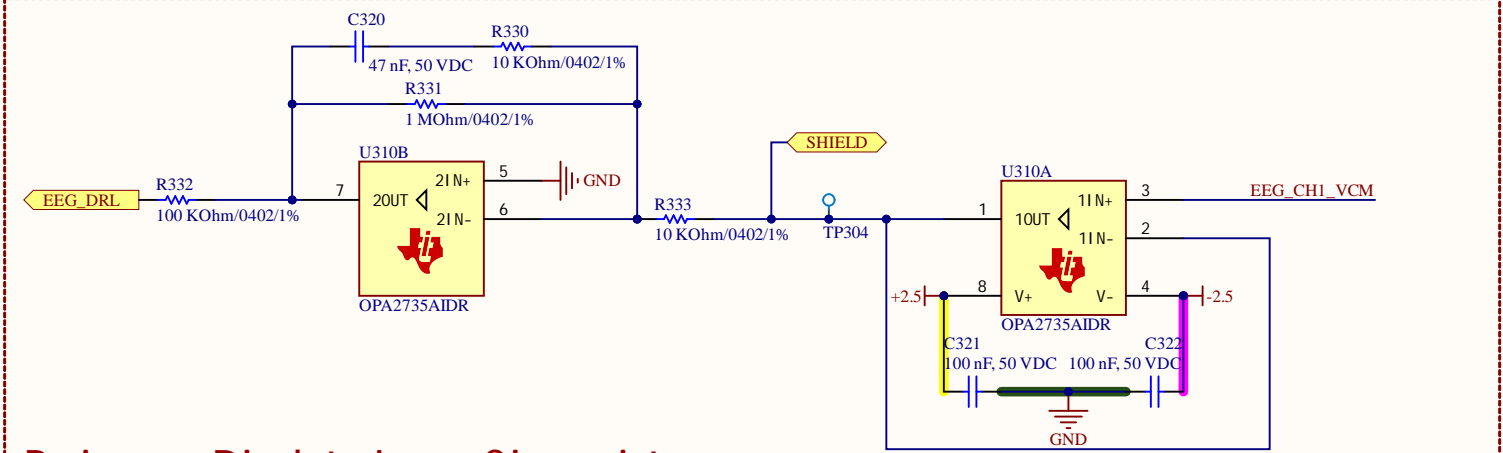 C320
47 nF, 50 VDC
R330
10 KOhm/0402/1%
R331
1 MOhm/0402/1%
EEG_DRL
R332
100 KOhm/0402/1%
U310B
7
2OUT
2IN+
5
GND
2IN-
6
OPA2735AIDR
R333
10 KOhm/0402/1%
SHIELD
TP304
U310A
1
1OUT
1IN+
3
EEG_CH1_VCM
1IN-
2
+2.5
8
V+
V-
4
-2.5
OPA2735AIDR
C321
100 nF, 50 VDC
C322
100 nF, 50 VDC
GND